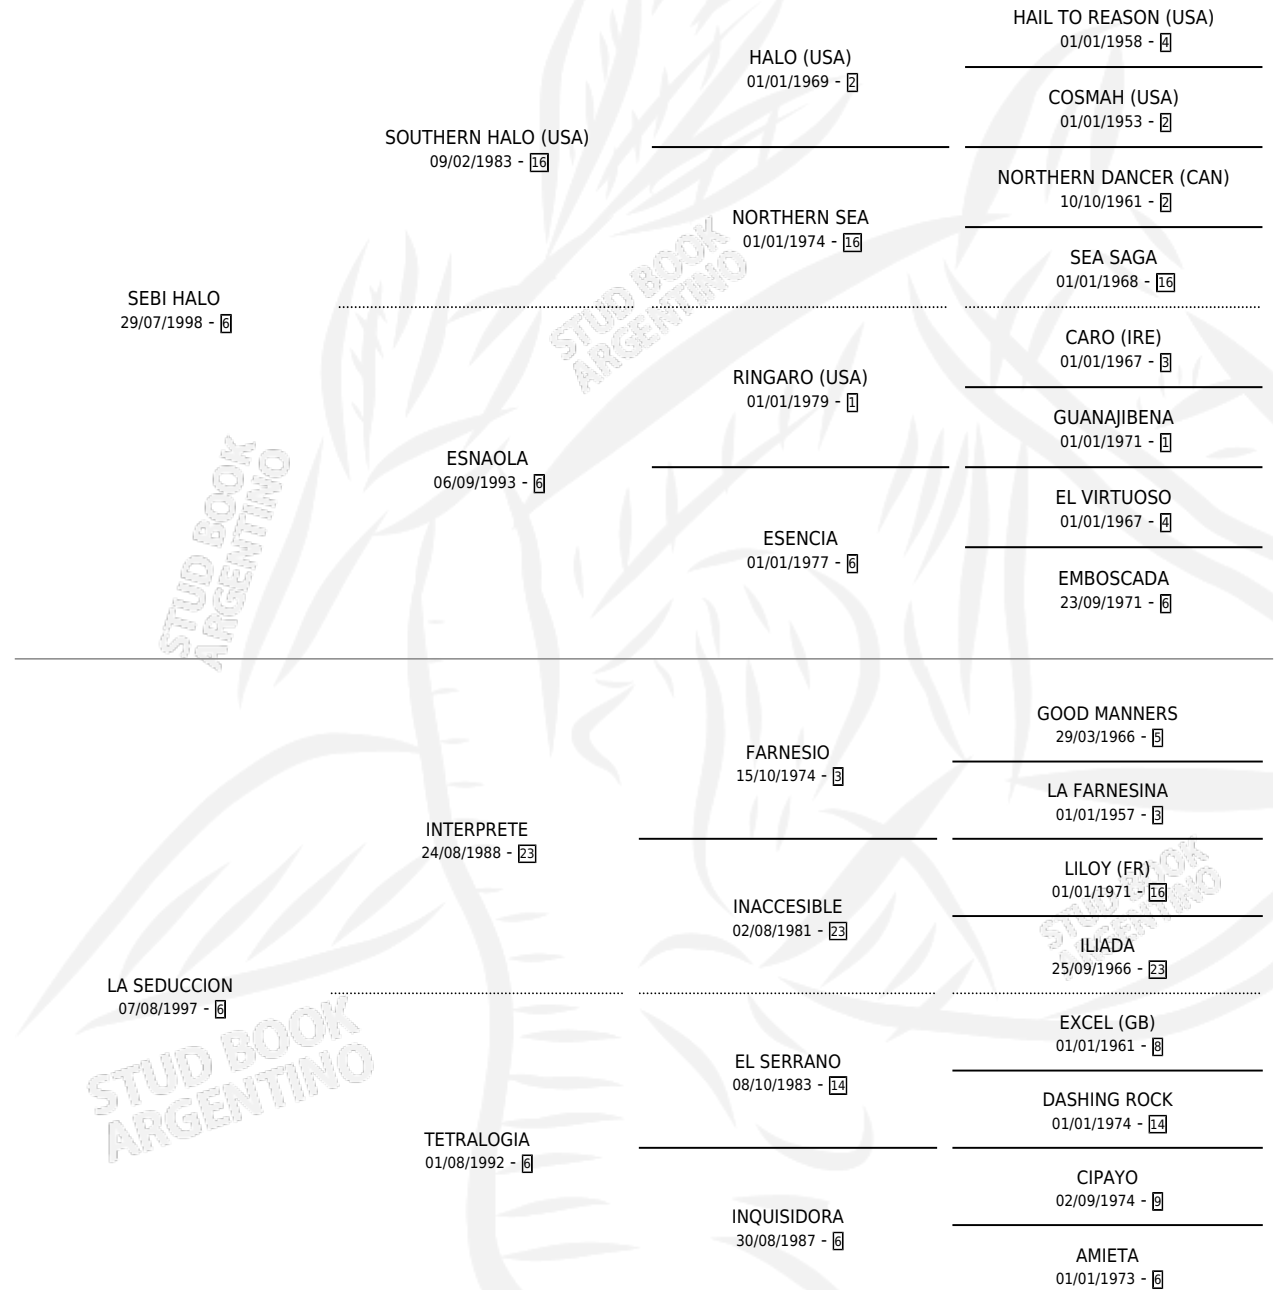 HAIL TO REASON (USA)
01/01/1958 - 4
HALO (USA)
01/01/1969 - 2
COSMAH (USA)
01/01/1953 - 2
SOUTHERN HALO (USA)
09/02/1983 - 16
NORTHERN DANCER (CAN)
10/10/1961 - 2
NORTHERN SEA
01/01/1974 - 16
SEA SAGA
01/01/1968 - 16
SEBI HALO
29/07/1998 - 6
CARO (IRE)
01/01/1967 - 3
RINGARO (USA)
01/01/1979 - 1
GUANAJIBENA
01/01/1971 - 1
ESNAOLA
06/09/1993 - 6
EL VIRTUOSO
01/01/1967 - 4
ESENCIA
01/01/1977 - 6
EMBOSCADA
23/09/1971 - 6
STUD BOOK
ARGENTINO
STUD BOOK
ARGENTINO
GOOD MANNERS
29/03/1966 - 5
FARNESIO
15/10/1974 - 3
LA FARNESINA
01/01/1957 - 3
INTERPRETE
24/08/1988 - 23
LILOY (FR)
01/01/1971 - 16
INACCESIBLE
02/08/1981 - 23
ILIADA
25/09/1966 - 23
STUD BOOK
ARGENTINO
LA SEDUCCION
07/08/1997 - 6
EXCEL (GB)
01/01/1961 - 8
EL SERRANO
08/10/1983 - 14
DASHING ROCK
01/01/1974 - 14
TETRALOGIA
01/08/1992 - 6
CIPAYO
02/09/1974 - 9
INQUISIDORA
30/08/1987 - 6
AMIETA
01/01/1973 - 6
STUD BOOK
ARGENTINO